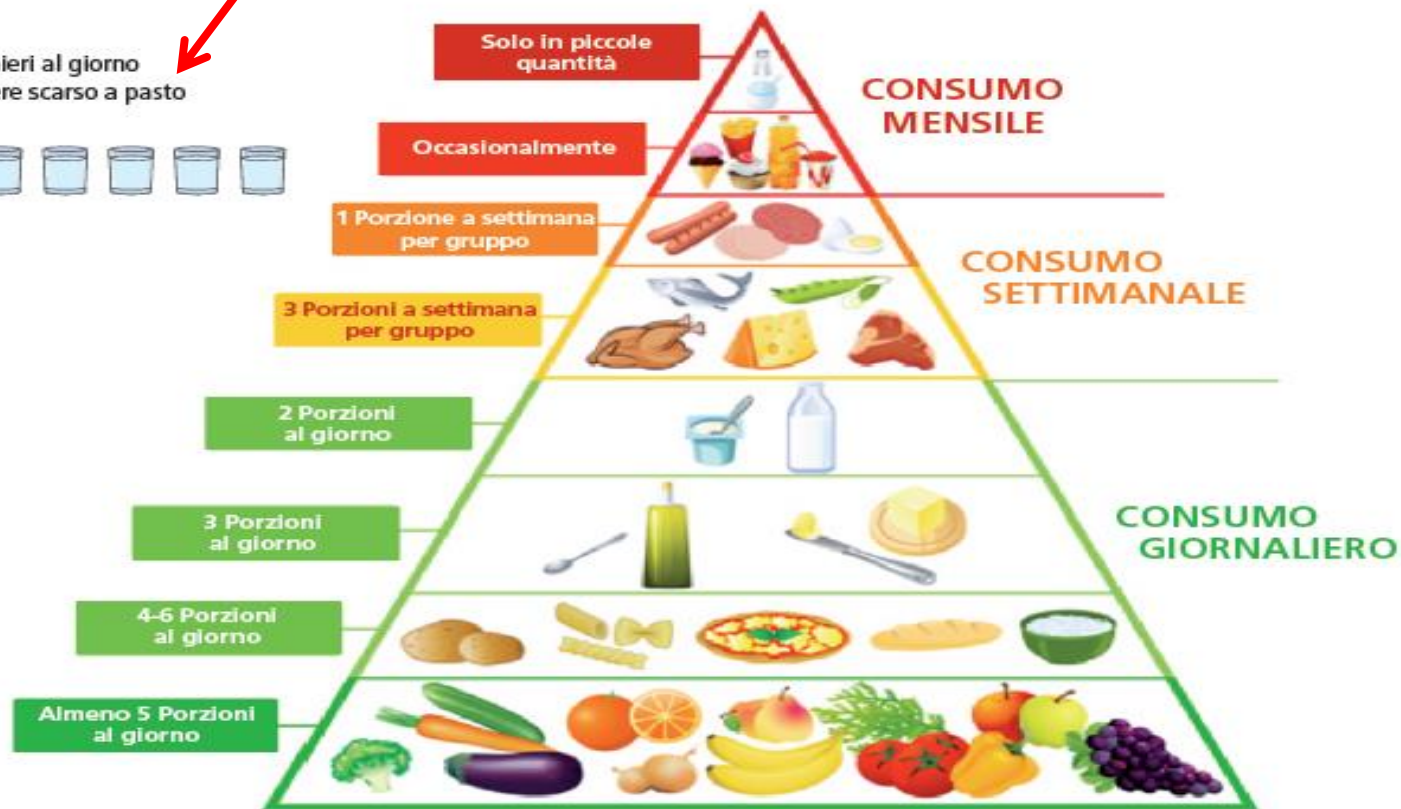 ieri al giorno
re scarso a pasto
Solo in piccole
quantità
CONSUMO
MENSILE
Occasionalmente
1 Porzione a settimana
per gruppo
CONSUMO
SETTIMANALE
3 Porzioni a settimana
per gruppo
2 Porzioni
al giorno
3 Porzioni
al giorno
CONSUMO
GIORNALIERO
4-6 Porzioni
al giorno
Almeno 5 Porzioni
al giorno